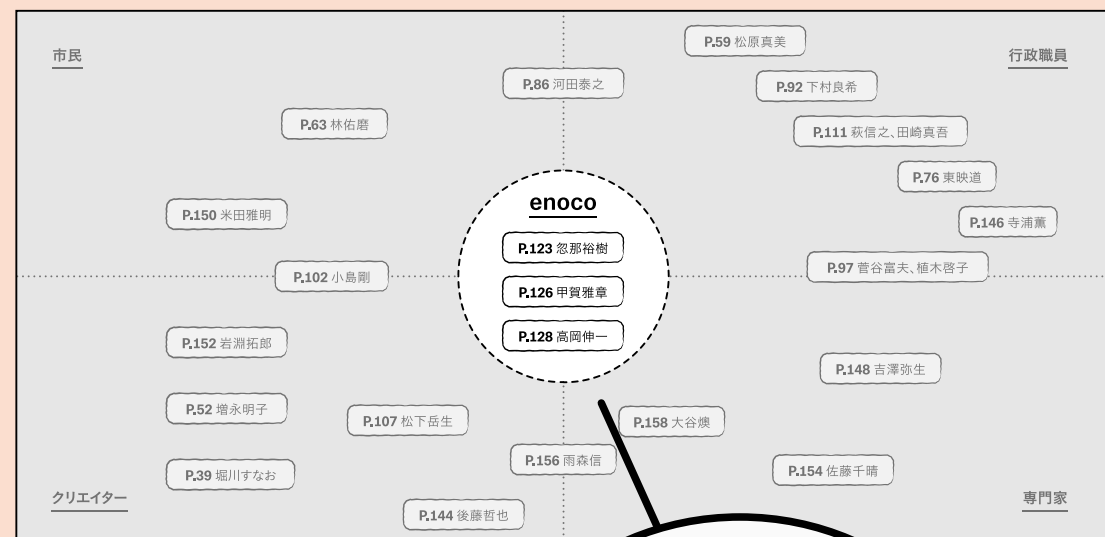 市民
行政職員
P.59 松原真美
P.86 河田泰之
P.92 下村良希
P.63 林佑磨
P.111 萩信之、田崎真吾
P.76 東映道
P.150 米田雅明
P.146 寺浦薫
enoco
P.123 忽那裕樹
P.126 甲賀雅章
P.128 高岡伸一
P.102 小島剛
P.97 菅谷富夫、植木啓子
P.152 岩淵拓郎
P.148 吉澤弥生
P.52 増永明子
P.107 松下岳生
P.158 大谷燠
P.156 雨森信
P.39 堀川すなお
P.154 佐藤千晴
クリエイター
専門家
P.144 後藤哲也